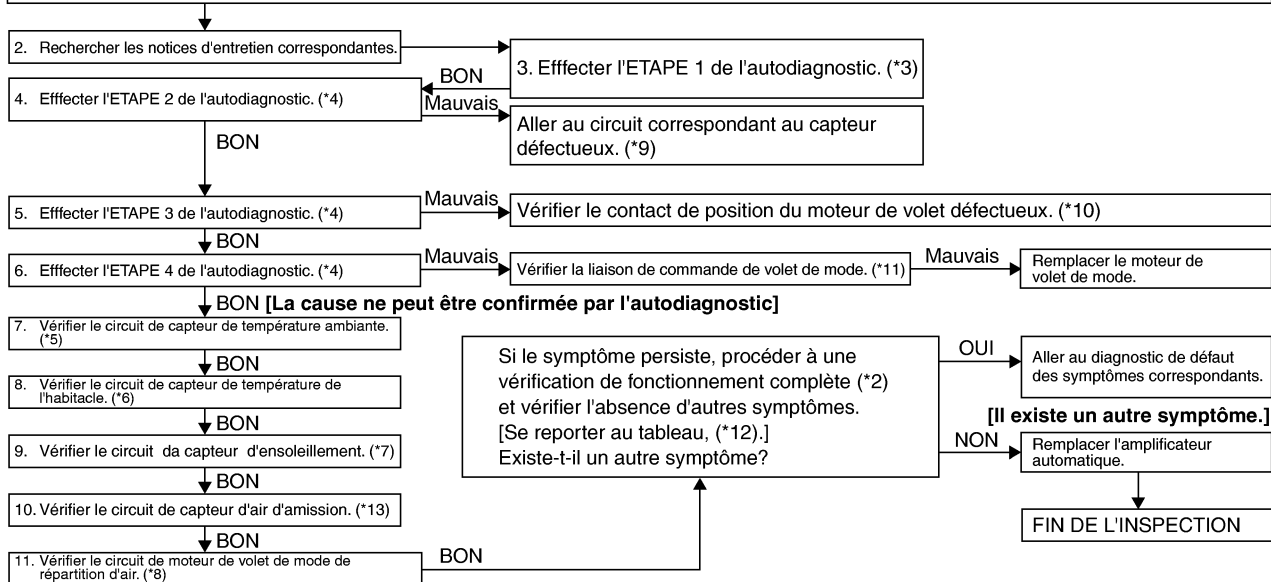 2. Rechercher les notices d'entretien correspondantes.
3. Efffecter l'ETAPE 1 de l'autodiagnostic. (*3)
BON
4. Efffecter l'ETAPE 2 de l'autodiagnostic. (*4)
Mauvais
Aller au circuit correspondant au capteur
défectueux. (*9)
BON
5. Efffecter l'ETAPE 3 de l'autodiagnostic. (*4)
Mauvais
Vérifier le contact de position du moteur de volet défectueux. (*10)
BON
6. Efffecter l'ETAPE 4 de l'autodiagnostic. (*4)
Mauvais
Vérifier la liaison de commande de volet de mode. (*11)
Mauvais
Remplacer le moteur de
volet de mode.
BON [La cause ne peut être confirmée par l'autodiagnostic]
7. Vérifier le circuit de capteur de température ambiante.
(*5)
BON
8. Vérifier le circuit de capteur de température de
l'habitacle. (*6)
BON
9. Vérifier le circuit da capteur d'ensoleillement. (*7)
BON
10. Vérifier le circuit de capteur d'air d'amission. (*13)
BON
11. Vérifier le circuit de moteur de volet de mode de
répartition d'air. (*8)
BON
Si le symptôme persiste, procéder à une
vérification de fonctionnement complète (*2)
et vérifier l'absence d'autres symptômes.
[Se reporter au tableau, (*12).]
Existe-t-il un autre symptôme?
OUI
Aller au diagnostic de défaut
des symptômes correspondants.
[Il existe un autre symptôme.]
NON
Remplacer l'amplificateur
automatique.
FIN DE L'INSPECTION